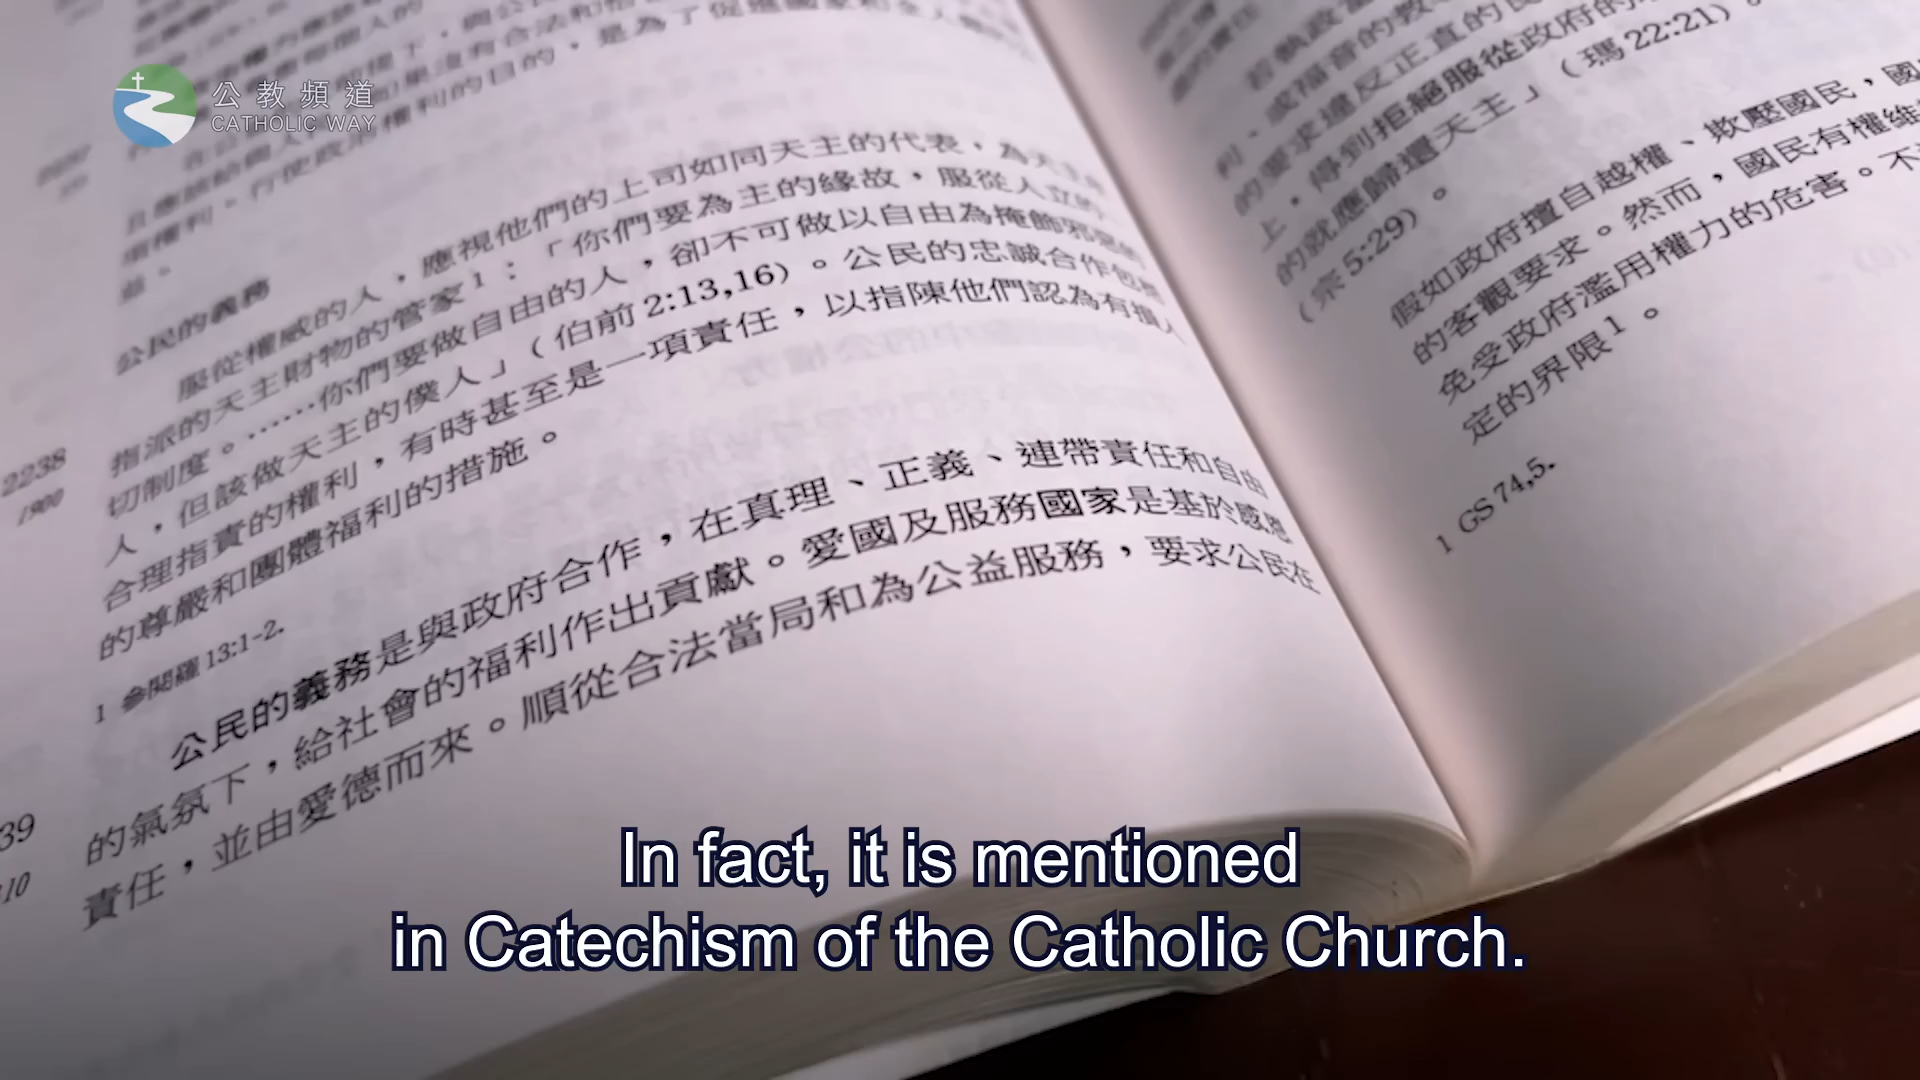 公教頻道
CATHOLIC WAY
公民的義務
服從權威的人，應視他們的上司如同天主的代表，為天主
指派的天主財物的管家1：「你們要為主的緣故，服從人立的
切制度。……你們要做自由的人，卻不可做以自由為掩飾邪惡的
人，但該做天主的僕人」（伯前2:13,16）。公民的忠誠合作包括
合理指責的權利，有時甚至是一項責任，以指陳他們認為有損人
的尊嚴和團體福利的措施。
2238
1900
1 參閱羅13:1-2.
公民的義務是與政府合作，在真理、正義、連帶責任和自由
的氣氛下，給社會的福利作出貢獻。愛國及服務國家是基於感恩
責任，並由愛德而來。順從合法當局和為公益服務，要求公民在
39
10
若執政當
、或福音的教
的要求違反正直的良
上，得到拒絕服從政府的
的就應歸還天主」（瑪22:21）。
（宗5:29）。
假如政府擅自越權、欺壓國民，國
的客觀要求。然而，國民有權維
免受政府濫用權力的危害。不
定的界限1。
1 GS 74,5.
In fact, it is mentioned
in Catechism of the Catholic Church.